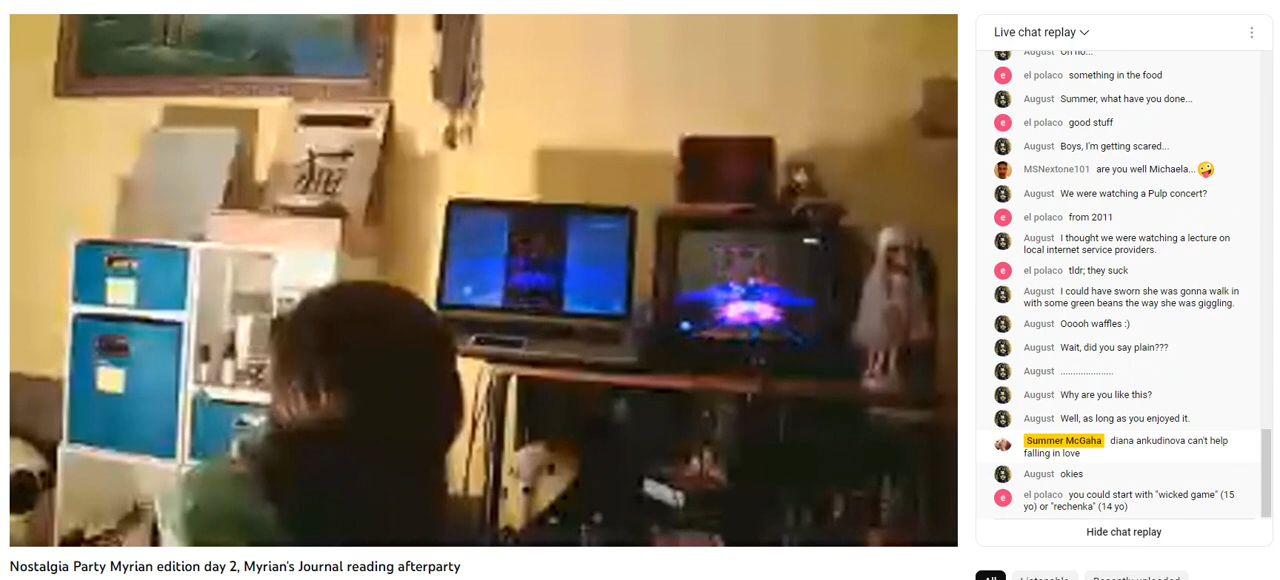 Live chat replay
August Oh no...
el polaco something in the food
August Summer, what have you done...
el polaco good stuff
August Boys, I'm getting scared...
MSNextone101 are you well Michaela...
August We were watching a Pulp concert?
el polaco from 2011
August I thought we were watching a lecture on
local internet service providers.
el polaco tldr; they suck
August I could have sworn she was gonna walk in
with some green beans the way she was giggling.
August Ooooh waffles :)
August Wait, did you say plain???
August .....................
August Why are you like this?
August Well, as long as you enjoyed it.
Summer McGaha diana ankudinova can't help
falling in love
August okies
el polaco you could start with "wicked game" (15
yo) or "rechenka" (14 yo)
Hide chat replay
Nostalgia Party Myrian edition day 2, Myrian's Journal reading afterparty
All Listenable Recently uploaded